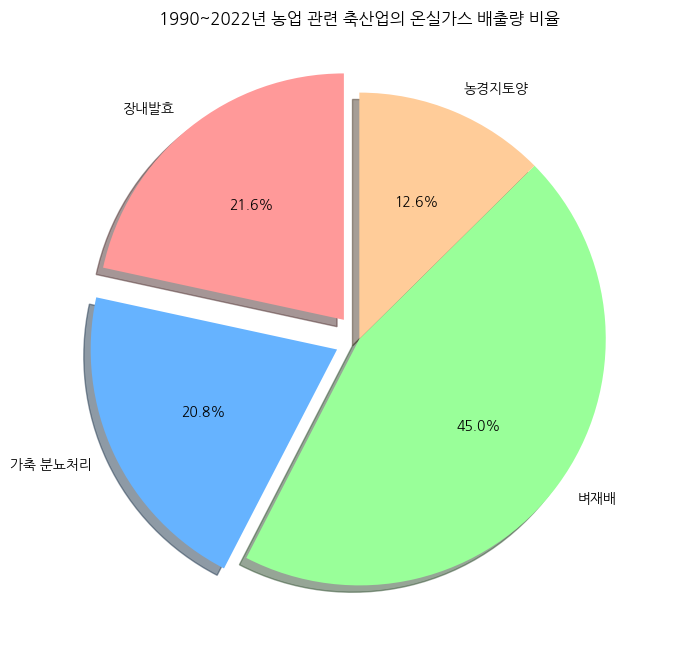 1990~2022년 농업 관련 축산업의 온실가스 배출량 비율
농경지토양
장내발효
12.6%
21.6%
20.8%
45.0%
가축 분뇨처리
벼재배